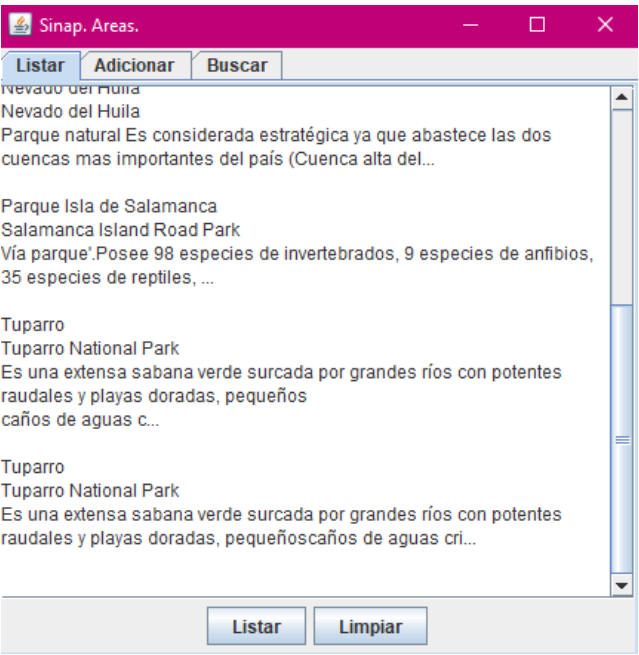 Sinap. Areas.
Listar Adicionar Buscar
Nevado del Huila
Nevado del Huila
Parque natural Es considerada estratégica ya que abastece las dos
cuencas mas importantes del país (Cuenca alta del...
Parque Isla de Salamanca
Salamanca Island Road Park
Vía parque'.Posee 98 especies de invertebrados, 9 especies de anfibios,
35 especies de reptiles, ...
Tuparro
Tuparro National Park
Es una extensa sabana verde surcada por grandes ríos con potentes
raudales y playas doradas, pequeños
caños de aguas c...
Tuparro
Tuparro National Park
Es una extensa sabana verde surcada por grandes ríos con potentes
raudales y playas doradas, pequeñoscaños de aguas cri...
Listar Limpiar